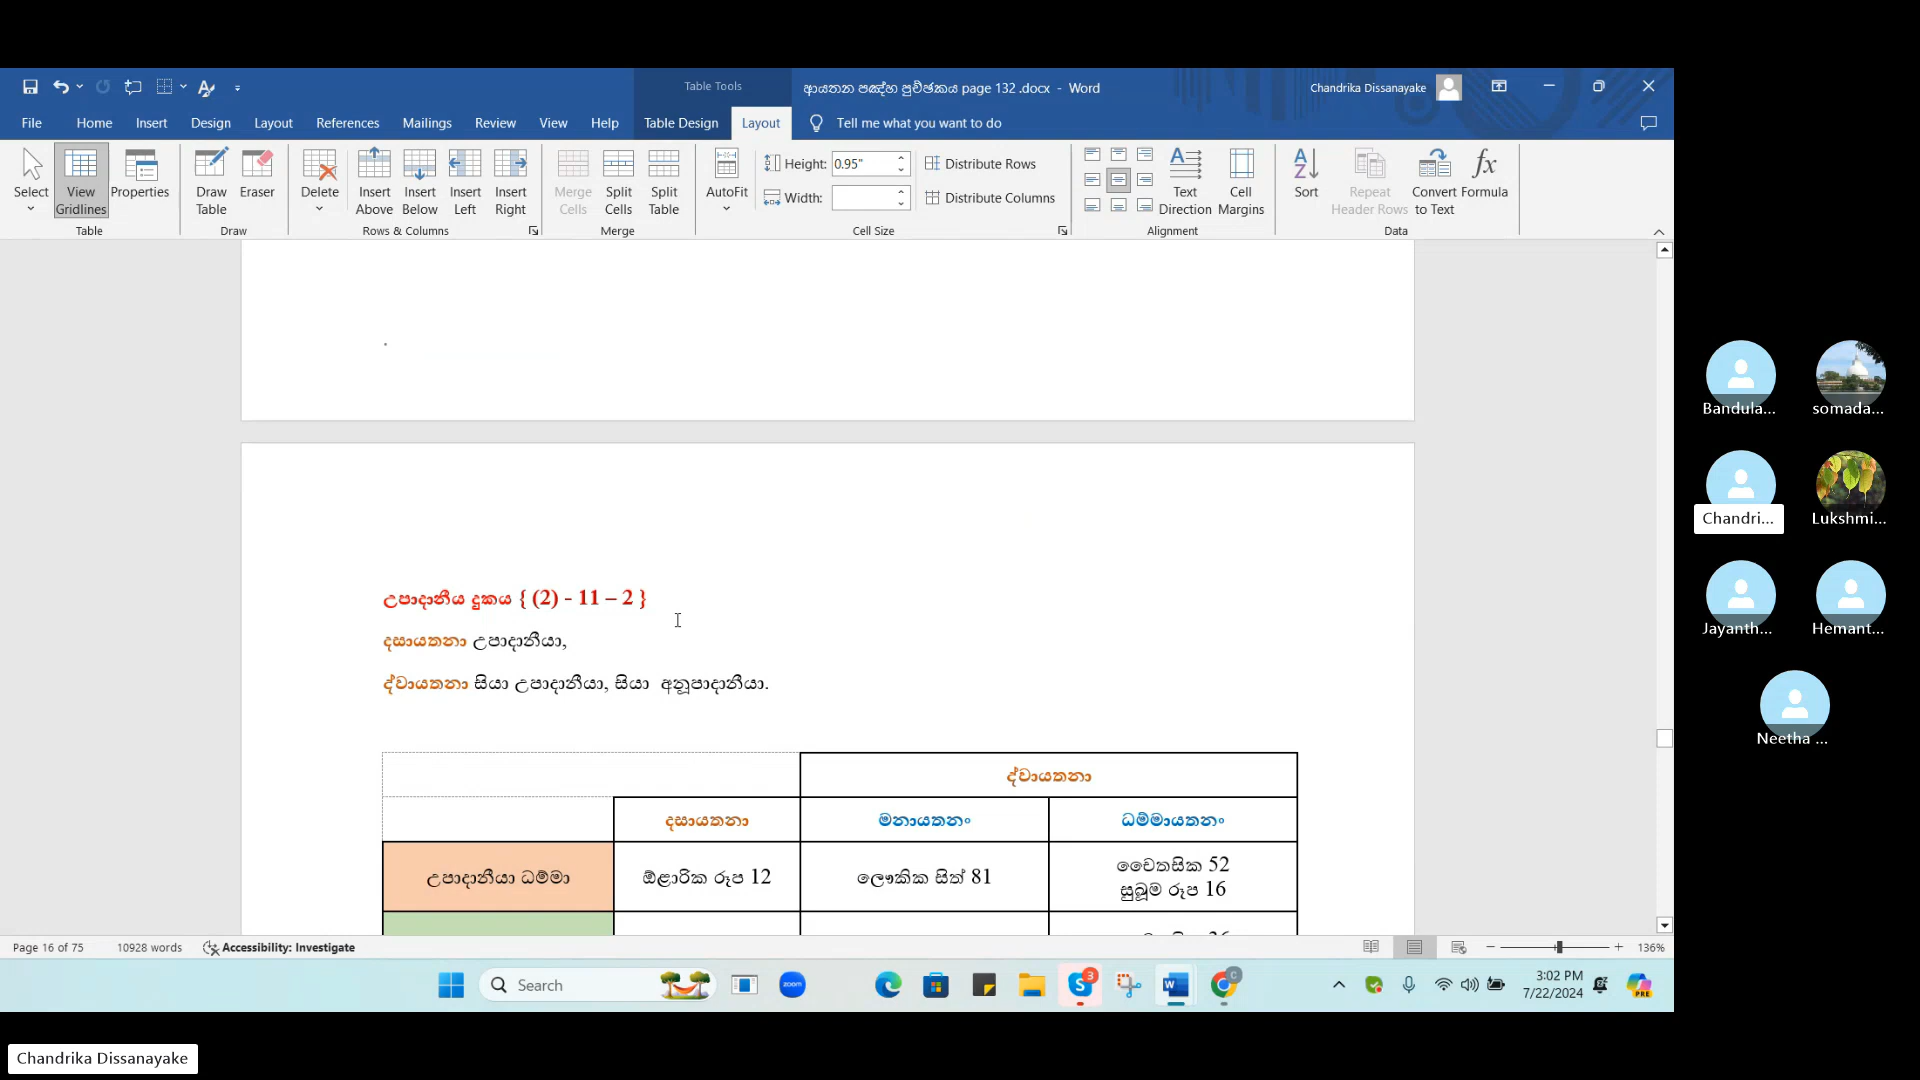 Table Tools
ආයතන පඤ්හ පුච්ඡකය page 132 .docx - Word
Chandrika Dissanayake
File Home Insert Design Layout References Mailings Review View Help Table Design Layout Tell me what you want to do
Select View Gridlines Properties Draw Table Eraser Delete Insert Above Insert Below Insert Left Insert Right Merge Cells Split Cells Split Table AutoFit Height: 0.95" Width: Distribute Rows Distribute Columns Text Direction Cell Margins Sort Repeat Header Rows Convert to Text Formula
Table Draw Rows & Columns Merge Cell Size Alignment Data
උපාදානීය දුකය { (2) - 11 – 2 }
දසායතනා උපාදානීයා,
ද්වායතනා සියා උපාදානීයා, සියා අනූපාදානීයා.
ද්වායතනා
දසායතනා මනායතනං ධම්මායතනං
උපාදානීයා ධම්මා ඕළාරික රූප 12 ලෞකික සිත් 81 චෛතසික 52
සුඛූම රූප 16
Page 16 of 75 10928 words Accessibility: Investigate 136%
Search zoom 3 C 3:02 PM
7/22/2024 PRE
Bandula... somada...
Chandri... Lukshmi...
Jayanth... Hemant...
Neetha ...
Chandrika Dissanayake